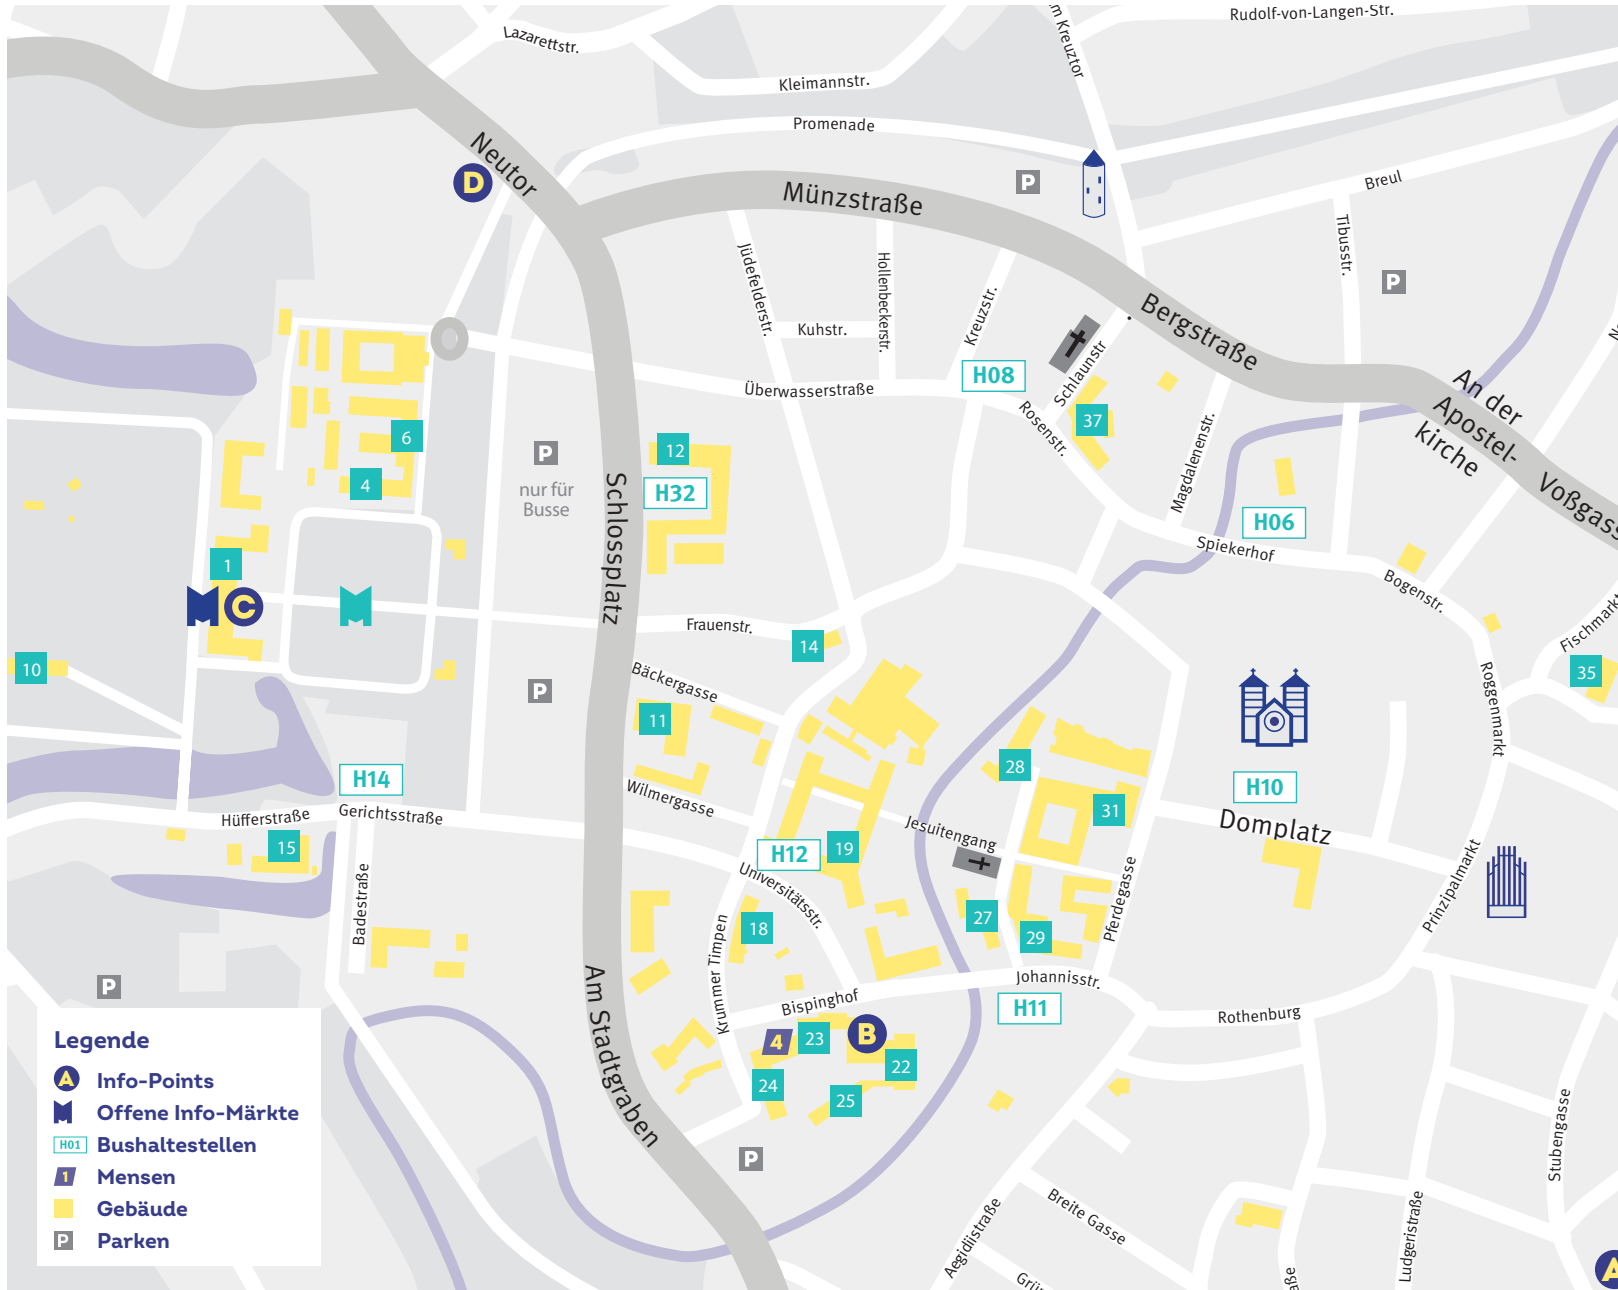 Rudolf-von-Langen-Str.
Lazarettstr.
m Kreuztor
Kleimannstr.
Promenade
Neutor
D
P
Münzstraße
Breul
Tibusstr.
Jüdefelderstr.
Hollenbeckerstr.
Kreuzstr.
P
Kuhstr.
Bergstraße
Schlaunstr
Überwasserstraße
H08
Rosenstr.
37
An der
Apostel-
kirche
Magdalenenstr.
6
12
P
nur für
Busse
4
H32
Schlossplatz
H06
Voßgass
Spiekerhof
1
Bogenstr.
M C
M
Frauenstr.
14
Fischmarkt
10
Bäckergasse
35
P
11
Roggenmarkt
28
H14
Wilmergasse
H10
31
Hüfferstraße
Gerichtsstraße
Jesuitengang
Domplatz
15
H12
19
Universitätsstr.
Prinzipalmarkt
Badestraße
Krummer Timpen
18
27
29
Pferdegasse
P
Am Stadtgraben
Johannisstr.
Bispinghof
H11
Rothenburg
4
23
B
22
24
25
P
Stubengasse
Breite Gasse
Aegidiistraße
Ludgeristraße
aße
A
Legende
A Info-Points
M Offene Info-Märkte
H01 Bushaltestellen
1 Mensen
Gebäude
P Parken